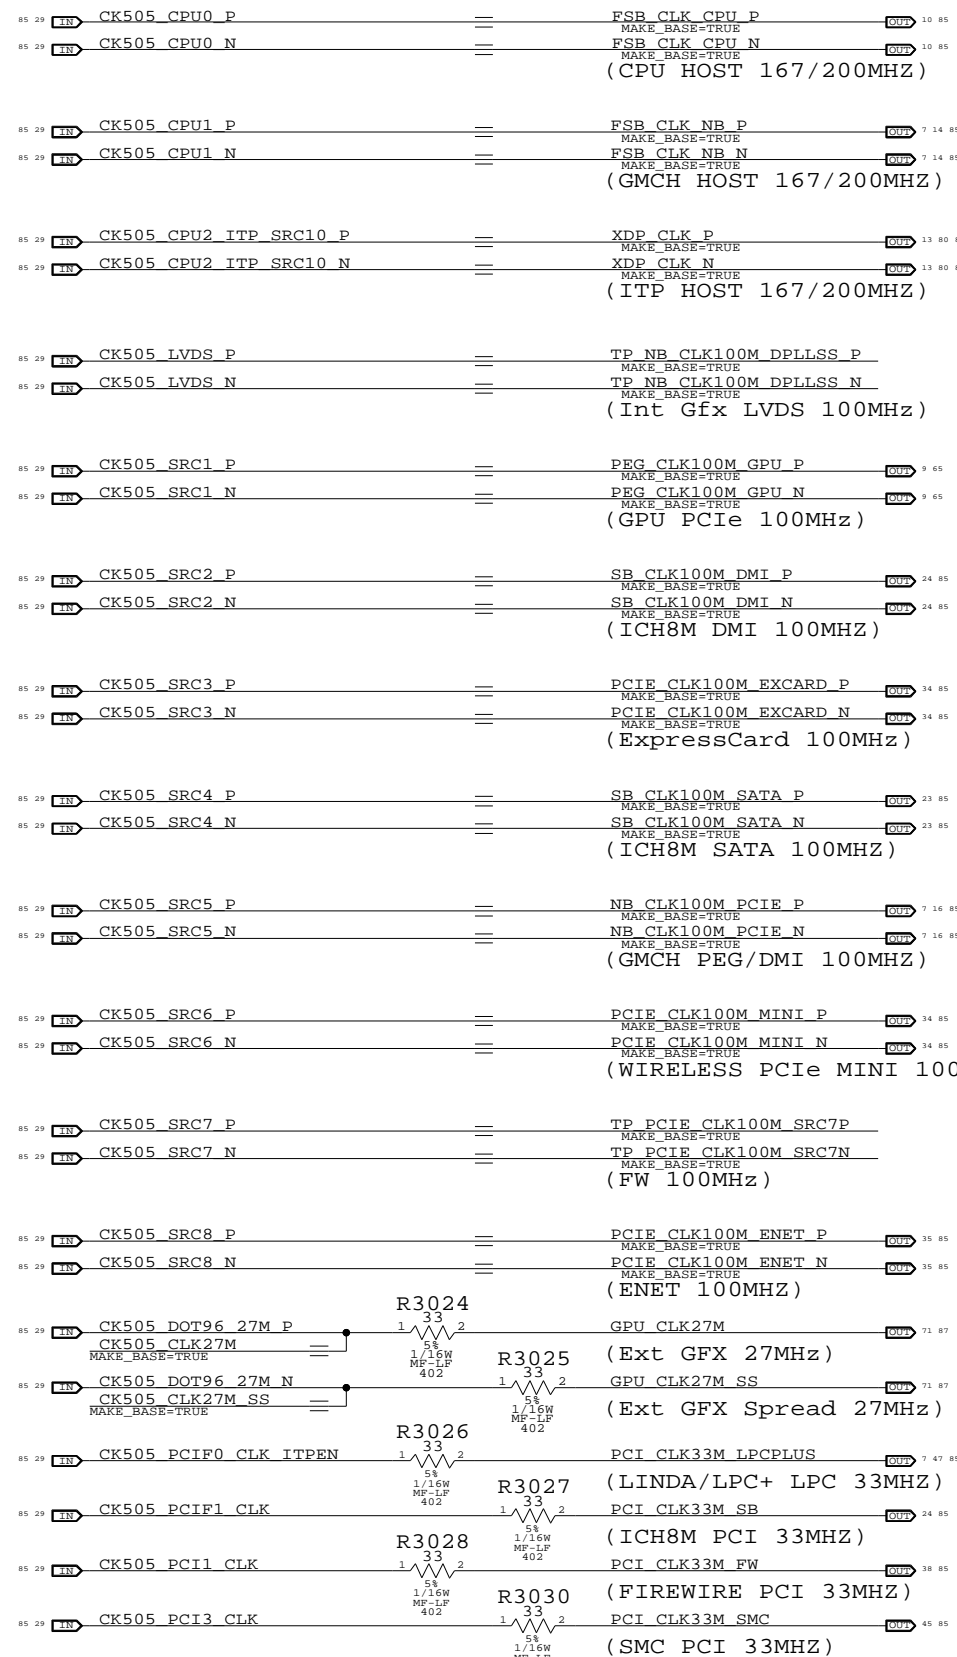 85 29 IN CK505_CPU0_P FSB_CLK_CPU_P OUT 10 85
MAKE_BASE=TRUE
85 29 IN CK505_CPU0_N FSB_CLK_CPU_N OUT 10 85
MAKE_BASE=TRUE
(CPU HOST 167/200MHZ)
85 29 IN CK505_CPU1_P FSB_CLK_NB_P OUT 7 14 85
MAKE_BASE=TRUE
85 29 IN CK505_CPU1_N FSB_CLK_NB_N OUT 7 14 85
MAKE_BASE=TRUE
(GMCH HOST 167/200MHZ)
85 29 IN CK505_CPU2_ITP_SRC10_P XDP_CLK_P OUT 13 80
MAKE_BASE=TRUE
85 29 IN CK505_CPU2_ITP_SRC10_N XDP_CLK_N OUT 13 80
MAKE_BASE=TRUE
(ITP HOST 167/200MHZ)
85 29 IN CK505_LVDS_P TP_NB_CLK100M_DPLLSS_P
MAKE_BASE=TRUE
85 29 IN CK505_LVDS_N TP_NB_CLK100M_DPLLSS_N
MAKE_BASE=TRUE
(Int Gfx LVDS 100MHz)
85 29 IN CK505_SRC1_P PEG_CLK100M_GPU_P OUT 9 65
MAKE_BASE=TRUE
85 29 IN CK505_SRC1_N PEG_CLK100M_GPU_N OUT 9 65
MAKE_BASE=TRUE
(GPU PCIe 100MHz)
85 29 IN CK505_SRC2_P SB_CLK100M_DMI_P OUT 24 85
MAKE_BASE=TRUE
85 29 IN CK505_SRC2_N SB_CLK100M_DMI_N OUT 24 85
MAKE_BASE=TRUE
(ICH8M DMI 100MHZ)
85 29 IN CK505_SRC3_P PCIE_CLK100M_EXCARD_P OUT 34 85
MAKE_BASE=TRUE
85 29 IN CK505_SRC3_N PCIE_CLK100M_EXCARD_N OUT 34 85
MAKE_BASE=TRUE
(ExpressCard 100MHz)
85 29 IN CK505_SRC4_P SB_CLK100M_SATA_P OUT 23 85
MAKE_BASE=TRUE
85 29 IN CK505_SRC4_N SB_CLK100M_SATA_N OUT 23 85
MAKE_BASE=TRUE
(ICH8M SATA 100MHZ)
85 29 IN CK505_SRC5_P NB_CLK100M_PCIE_P OUT 7 16 85
MAKE_BASE=TRUE
85 29 IN CK505_SRC5_N NB_CLK100M_PCIE_N OUT 7 16 85
MAKE_BASE=TRUE
(GMCH PEG/DMI 100MHZ)
85 29 IN CK505_SRC6_P PCIE_CLK100M_MINI_P OUT 34 85
MAKE_BASE=TRUE
85 29 IN CK505_SRC6_N PCIE_CLK100M_MINI_N OUT 34 85
MAKE_BASE=TRUE
(WIRELESS PCIe MINI 100
85 29 IN CK505_SRC7_P TP_PCIE_CLK100M_SRC7P
MAKE_BASE=TRUE
85 29 IN CK505_SRC7_N TP_PCIE_CLK100M_SRC7N
MAKE_BASE=TRUE
(FW 100MHz)
85 29 IN CK505_SRC8_P PCIE_CLK100M_ENET_P OUT 35 85
MAKE_BASE=TRUE
85 29 IN CK505_SRC8_N PCIE_CLK100M_ENET_N OUT 35 85
MAKE_BASE=TRUE
(ENET 100MHZ)
R3024
33
85 29 IN CK505_DOT96_27M_P 1 2 GPU_CLK27M OUT 71 87
CK505_CLK27M 5%
MAKE_BASE=TRUE 1/16W (Ext GFX 27MHz)
MF-LF
402
R3025
33
85 29 IN CK505_DOT96_27M_N 1 2 GPU_CLK27M_SS OUT 71 87
CK505_CLK27M_SS 5%
MAKE_BASE=TRUE 1/16W (Ext GFX Spread 27MHz)
MF-LF
402
R3026
33
85 29 IN CK505_PCIF0_CLK_ITPEN 1 2 PCI_CLK33M_LPCPLUS OUT 7 47 85
5%
1/16W (LINDA/LPC+ LPC 33MHZ)
MF-LF
402
R3027
33
85 29 IN CK505_PCIF1_CLK 1 2 PCI_CLK33M_SB OUT 24 85
5%
1/16W (ICH8M PCI 33MHZ)
MF-LF
402
R3028
33
85 29 IN CK505_PCI1_CLK 1 2 PCI_CLK33M_FW OUT 38 85
5%
1/16W (FIREWIRE PCI 33MHZ)
MF-LF
402
R3030
33
85 29 IN CK505_PCI3_CLK 1 2 PCI_CLK33M_SMC OUT 45 85
5%
1/16W (SMC PCI 33MHZ)